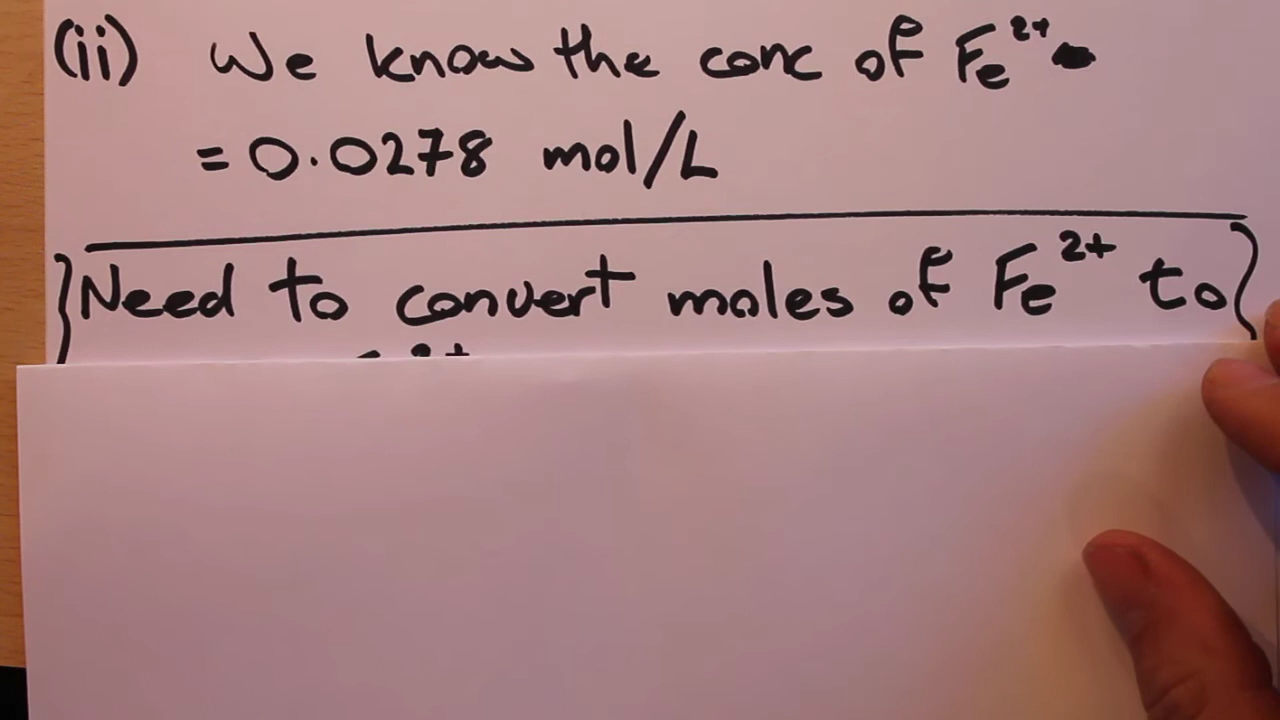 (ii) We know the conc of Fe²⁺
= 0.0278 mol/L
Need to convert moles of Fe²⁺ to